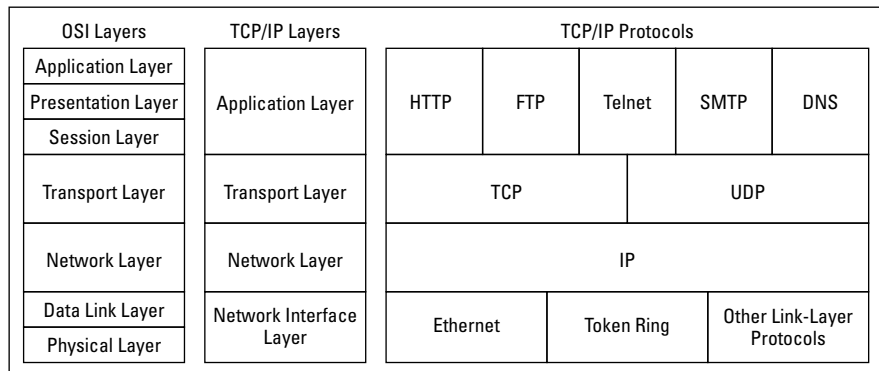 OSI Layers
TCP/IP Layers
TCP/IP Protocols
Application Layer
Presentation Layer
Session Layer
Application Layer
HTTP
FTP
Telnet
SMTP
DNS
Transport Layer
Transport Layer
TCP
UDP
Network Layer
Network Layer
IP
Data Link Layer
Physical Layer
Network Interface
Layer
Ethernet
Token Ring
Other Link-Layer
Protocols